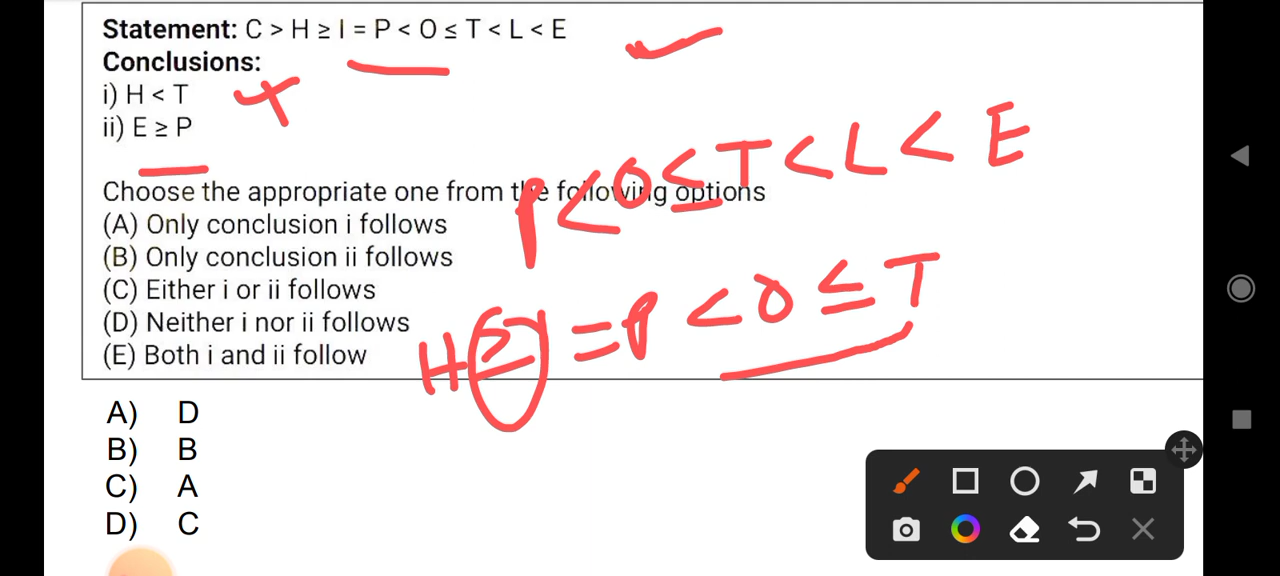 Statement: C > H ≥ I = P < O ≤ T < L < E
Conclusions:
i) H < T
ii) E ≥ P
P < O ≤ T < L < E
Choose the appropriate one from the following options
(A) Only conclusion i follows
(B) Only conclusion ii follows
(C) Either i or ii follows
(D) Neither i nor ii follows
H ≥ = P < O ≤ T
(E) Both i and ii follow
A) D
B) B
C) A
D) C